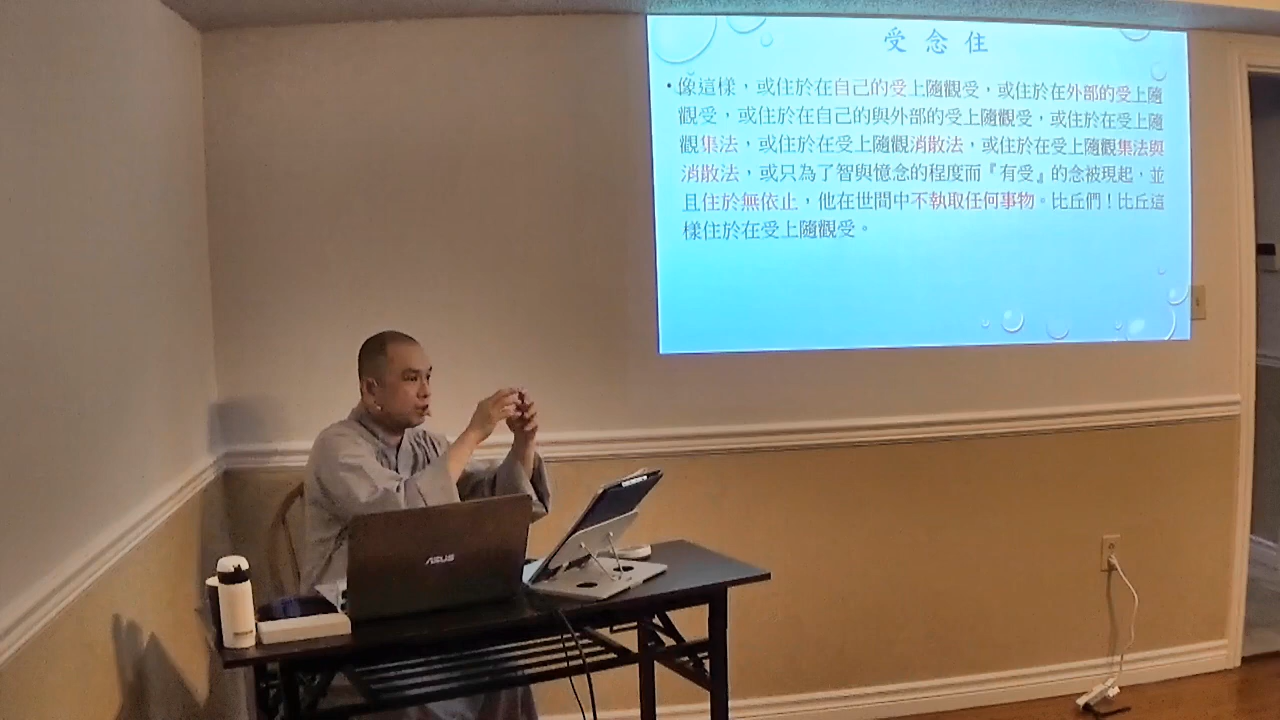 受念住
• 像這樣，或住於在自己的受上隨觀受，或住於在外部的受上隨
觀受，或住於在自己的與外部的受上隨觀受，或住於在受上隨
觀集法，或住於在受上隨觀消散法，或住於在受上隨觀集法與
消散法，或只為了智與憶念的程度而『有受』的念被現起，並
且住於無依止，他在世間中不執取任何事物。比丘們！比丘這
樣住於在受上隨觀受。
ASUS